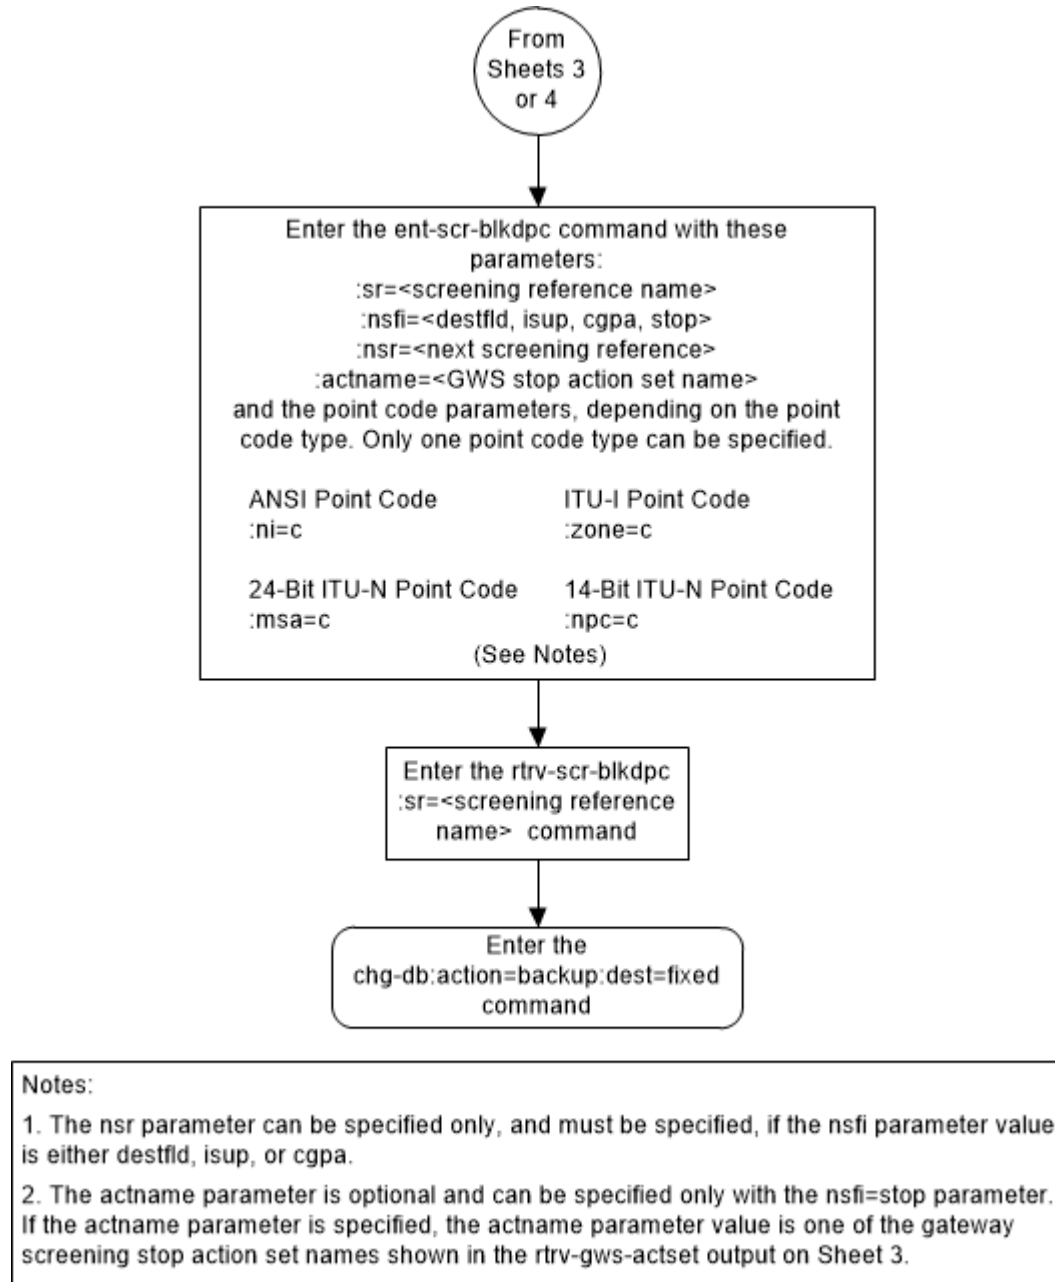 From
Sheets 3
or 4
Enter the ent-scr-blkdpc command with these
parameters:
:sr=<screening reference name>
:nsfi=<destfld, isup, cgpa, stop>
:nsr=<next screening reference>
:actname=<GWS stop action set name>
and the point code parameters, depending on the point
code type. Only one point code type can be specified.
ANSI Point Code
:ni=c
ITU-I Point Code
:zone=c
24-Bit ITU-N Point Code
:msa=c
14-Bit ITU-N Point Code
:npc=c
(See Notes)
Enter the rtrv-scr-blkdpc
:sr=<screening reference
name> command
Enter the
chg-db:action=backup:dest=fixed
command
Notes:
1. The nsr parameter can be specified only, and must be specified, if the nsfi parameter value
is either destfld, isup, or cgpa.
2. The actname parameter is optional and can be specified only with the nsfi=stop parameter.
If the actname parameter is specified, the actname parameter value is one of the gateway
screening stop action set names shown in the rtrv-gws-actset output on Sheet 3.